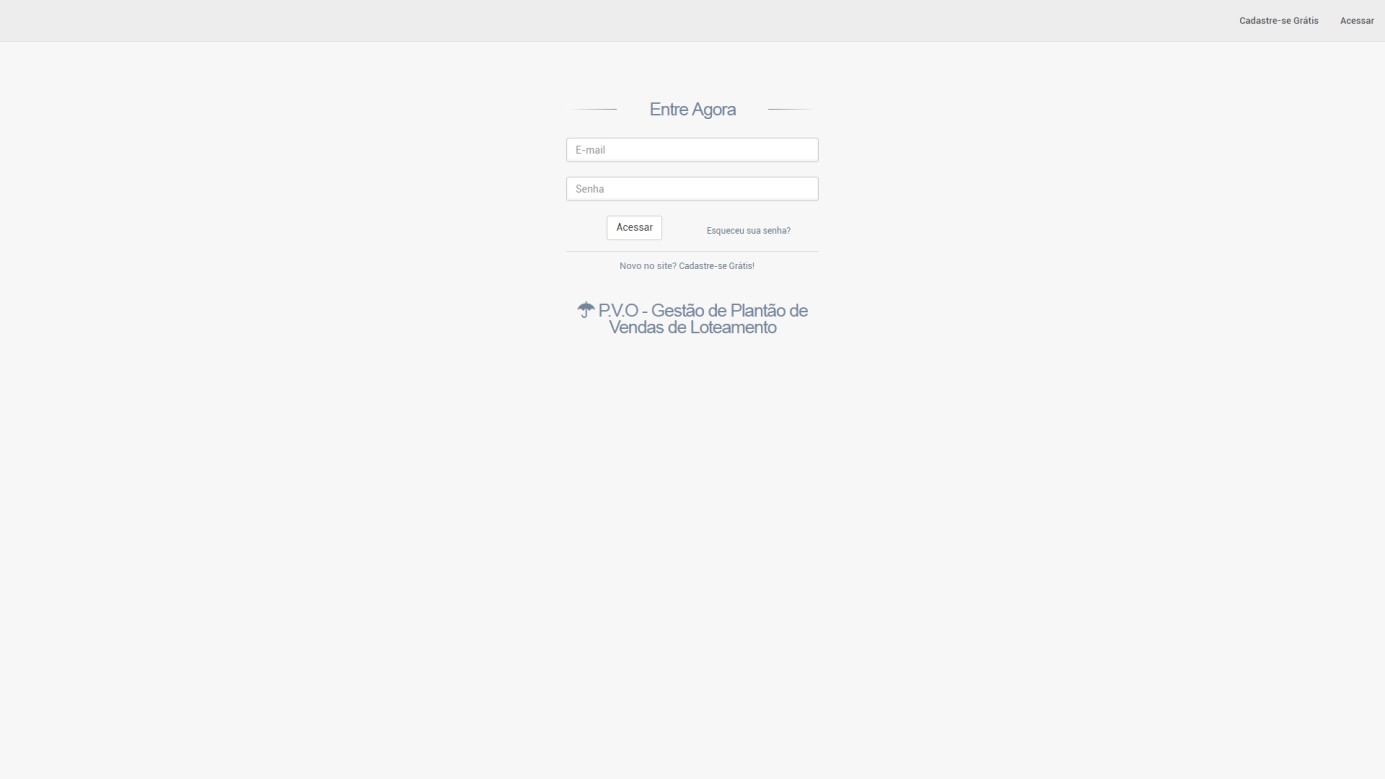 Cadastre-se Grátis
Acessar
Entre Agora
E-mail
Senha
Acessar
Esqueceu sua senha?
Novo no site? Cadastre-se Grátis!
P.V.O - Gestão de Plantão de
Vendas de Loteamento